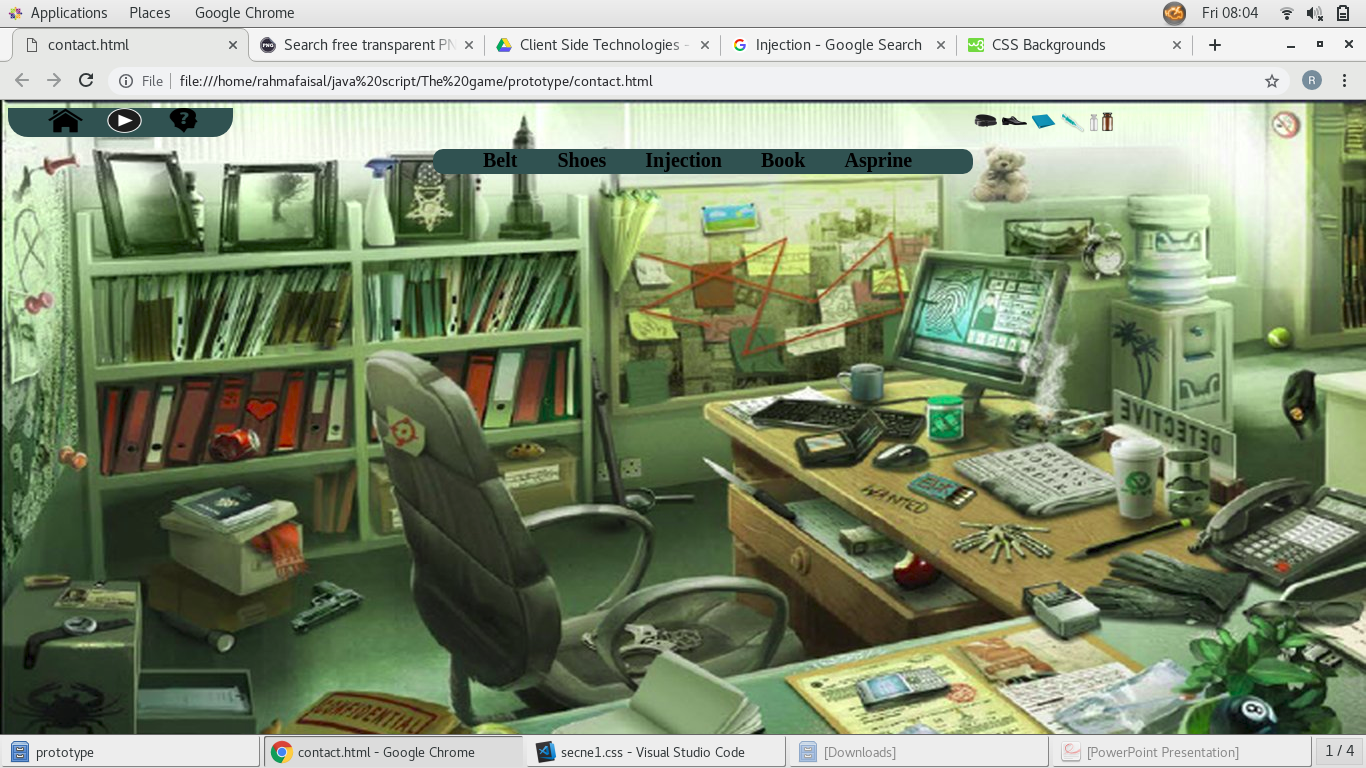 Applications Places Google Chrome Fri 08:04
contact.html Search free transparent PN Client Side Technologies - Injection - Google Search CSS Backgrounds
File file:///home/rahmafaisal/java%20script/The%20game/prototype/contact.html R
Belt Shoes Injection Book Asprine
DETECTIVE
WANTED
CONFIDENTIAL
8
prototype contact.html - Google Chrome secne1.css - Visual Studio Code [Downloads] [PowerPoint Presentation] 1 / 4